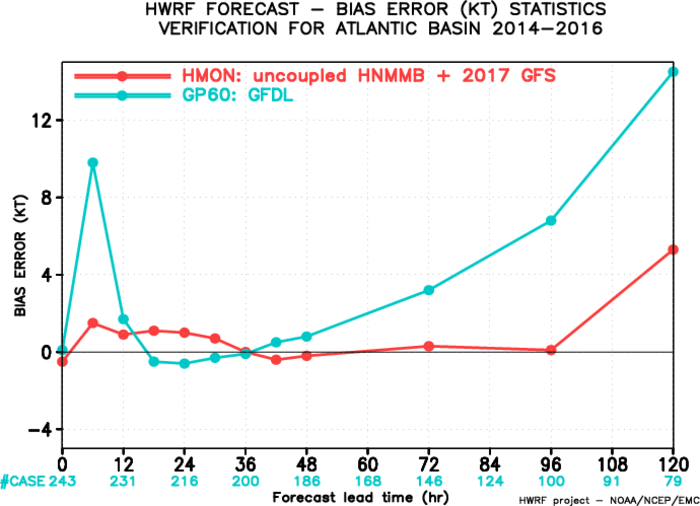 HWRF FORECAST – BIAS ERROR (KT) STATISTICS
VERIFICATION FOR ATLANTIC BASIN 2014–2016
HMON: uncoupled HNMMB + 2017 GFS
GP60: GFDL
BIAS ERROR (KT)
12
8
4
0
−4
0 12 24 36 48 60 72 84 96 108 120
#CASE 243 231 216 200 186 168 146 124 100 91 79
Forecast lead time (hr)
HWRF project – NOAA/NCEP/EMC